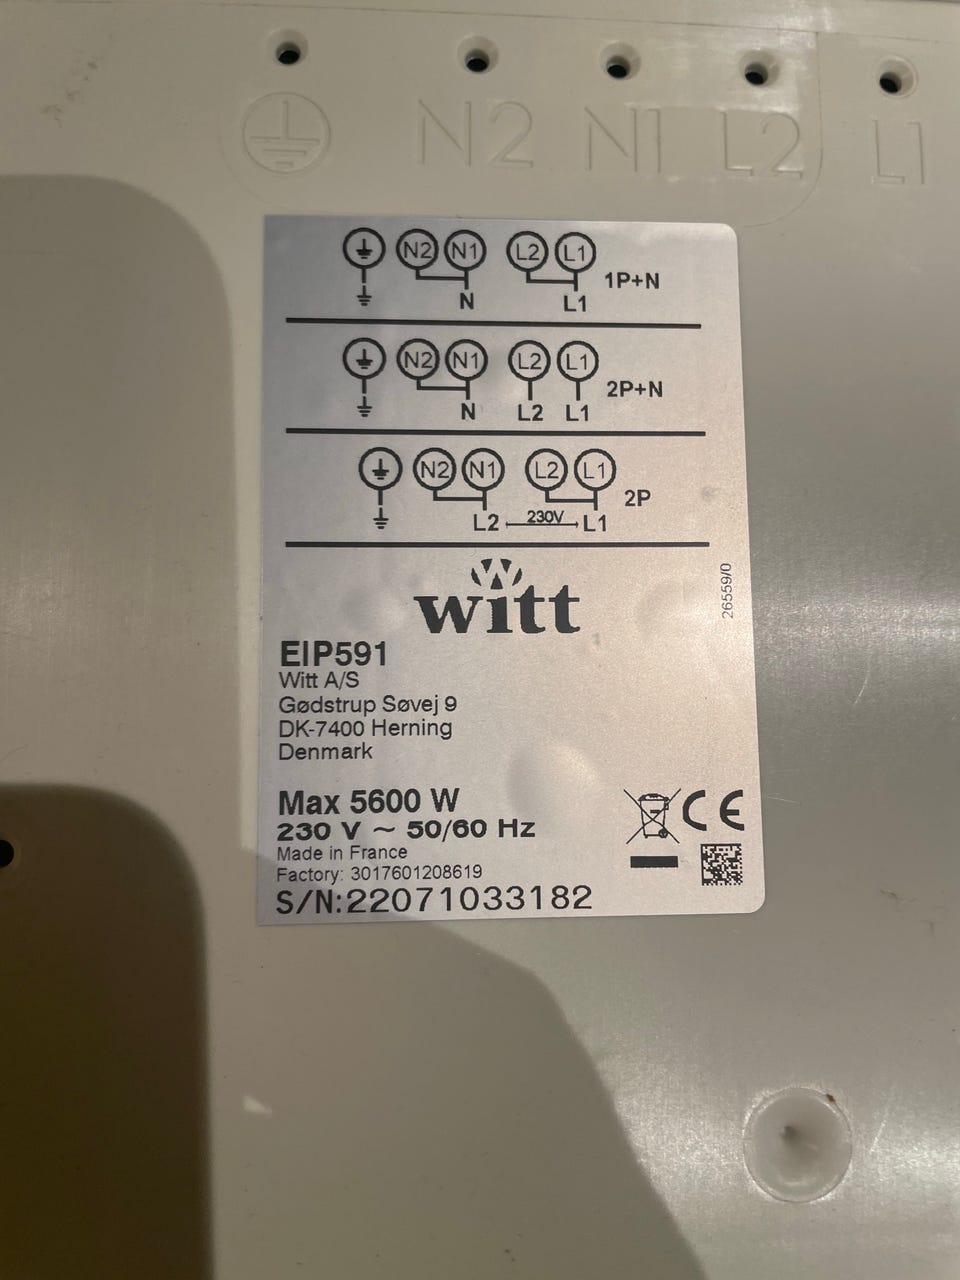 N2 N1 L2 L1
N2 N1 L2 L1
N L1 1P+N
N2 N1 L2 L1
N L2 L1 2P+N
N2 N1 L2 L1
L2 230V L1 2P
witt
26559/0
EIP591
Witt A/S
Gødstrup Søvej 9
DK-7400 Herning
Denmark
Max 5600 W
230 V ~ 50/60 Hz
Made in France
Factory: 3017601208619
S/N:22071033182
CE